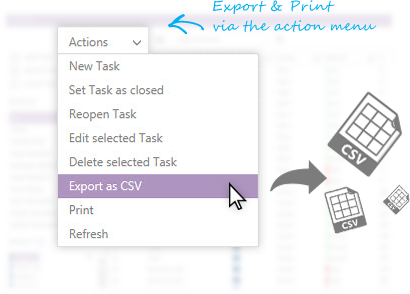 Export & Print
via the action menu
Actions
New Task
Set Task as closed
Reopen Task
Edit selected Task
Delete selected Task
Export as CSV
Print
Refresh
CSV
CSV
CSV